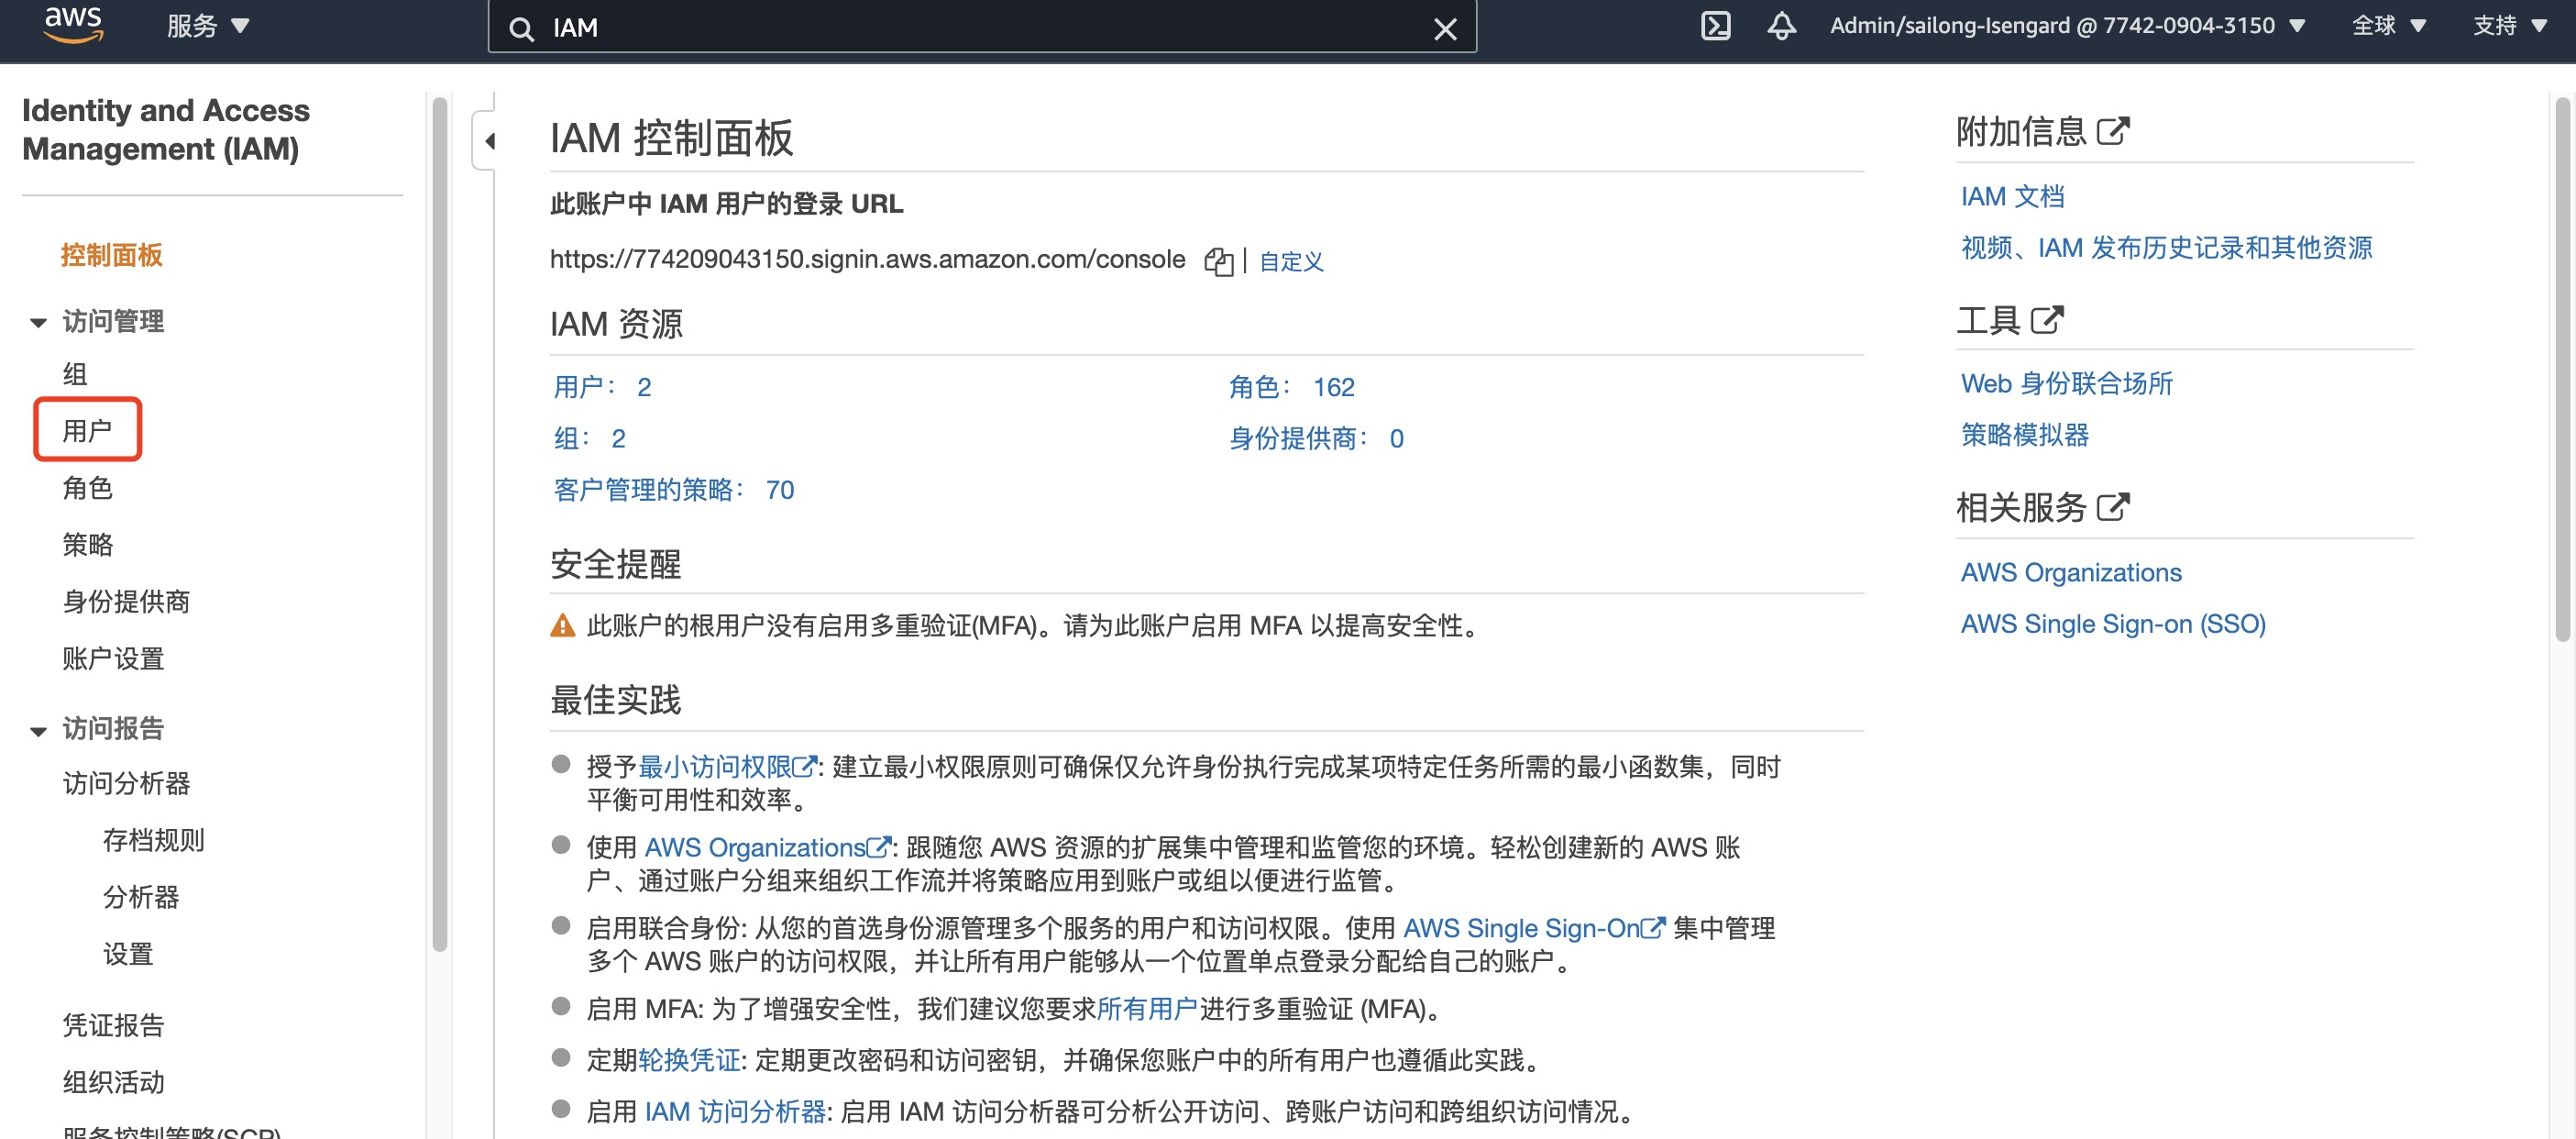 aws
服务
IAM
Admin/sailong-Isengard @ 7742-0904-3150
全球
支持
Identity and Access
Management (IAM)
控制面板
访问管理
组
用户
角色
策略
身份提供商
账户设置
访问报告
访问分析器
存档规则
分析器
设置
凭证报告
组织活动
服务控制策略(SCP)
IAM 控制面板
此账户中 IAM 用户的登录 URL
https://774209043150.signin.aws.amazon.com/console | 自定义
IAM 资源
用户： 2
角色： 162
组： 2
身份提供商： 0
客户管理的策略： 70
安全提醒
此账户的根用户没有启用多重验证(MFA)。请为此账户启用 MFA 以提高安全性。
最佳实践
授予最小访问权限: 建立最小权限原则可确保仅允许身份执行完成某项特定任务所需的最小函数集，同时
平衡可用性和效率。
使用 AWS Organizations: 跟随您 AWS 资源的扩展集中管理和监管您的环境。轻松创建新的 AWS 账
户、通过账户分组来组织工作流并将策略应用到账户或组以便进行监管。
启用联合身份: 从您的首选身份源管理多个服务的用户和访问权限。使用 AWS Single Sign-On 集中管理
多个 AWS 账户的访问权限，并让所有用户能够从一个位置单点登录分配给自己的账户。
启用 MFA: 为了增强安全性，我们建议您要求所有用户进行多重验证 (MFA)。
定期轮换凭证: 定期更改密码和访问密钥，并确保您账户中的所有用户也遵循此实践。
启用 IAM 访问分析器: 启用 IAM 访问分析器可分析公开访问、跨账户访问和跨组织访问情况。
附加信息
IAM 文档
视频、IAM 发布历史记录和其他资源
工具
Web 身份联合场所
策略模拟器
相关服务
AWS Organizations
AWS Single Sign-on (SSO)